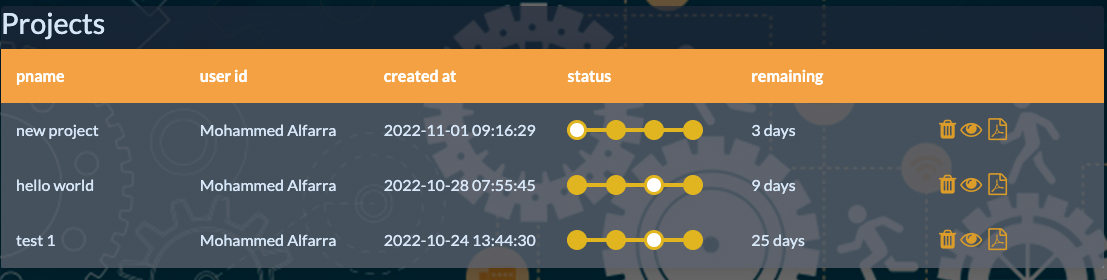 Projects
pname user id created at status remaining
new project Mohammed Alfarra 2022-11-01 09:16:29 3 days
hello world Mohammed Alfarra 2022-10-28 07:55:45 9 days
test 1 Mohammed Alfarra 2022-10-24 13:44:30 25 days